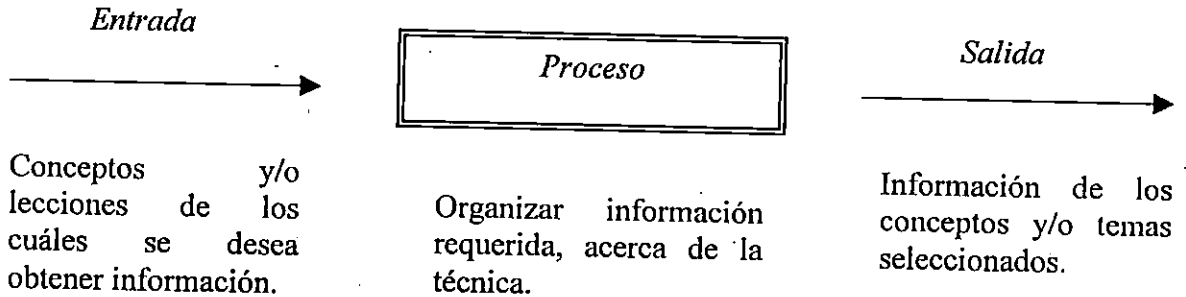 Entrada
Proceso
Salida
Conceptos y/o
lecciones de los
cuáles se desea
obtener información.
Organizar información
requerida, acerca de la
técnica.
Información de los
conceptos y/o temas
seleccionados.